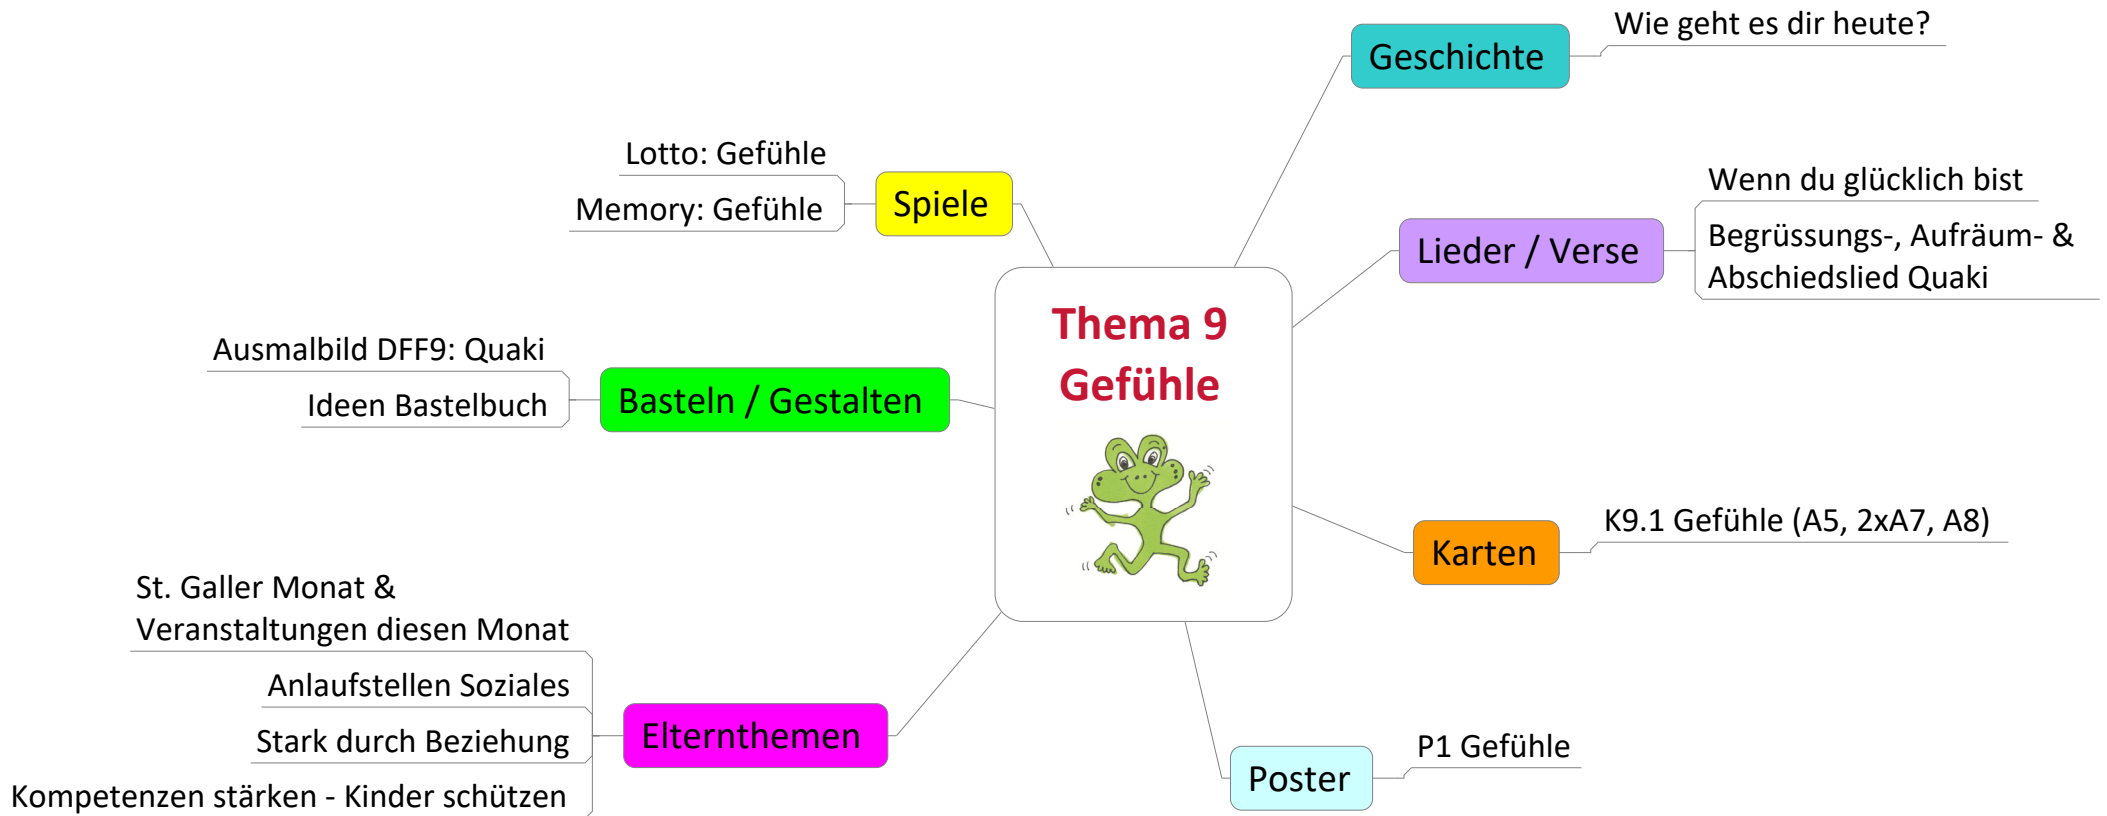 Thema 9
Gefühle
Geschichte
Wie geht es dir heute?
Lieder / Verse
Wenn du glücklich bist
Begrüssungs-, Aufräum- &
Abschiedslied Quaki
Karten
K9.1 Gefühle (A5, 2xA7, A8)
Poster
P1 Gefühle
Spiele
Lotto: Gefühle
Memory: Gefühle
Basteln / Gestalten
Ausmalbild DFF9: Quaki
Ideen Bastelbuch
Elternthemen
St. Galler Monat &
Veranstaltungen diesen Monat
Anlaufstellen Soziales
Stark durch Beziehung
Kompetenzen stärken - Kinder schützen